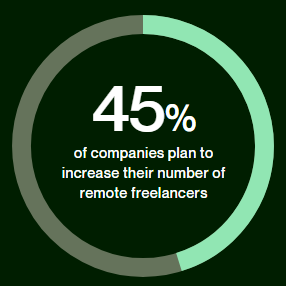 45%
of companies plan to
increase their number of
remote freelancers